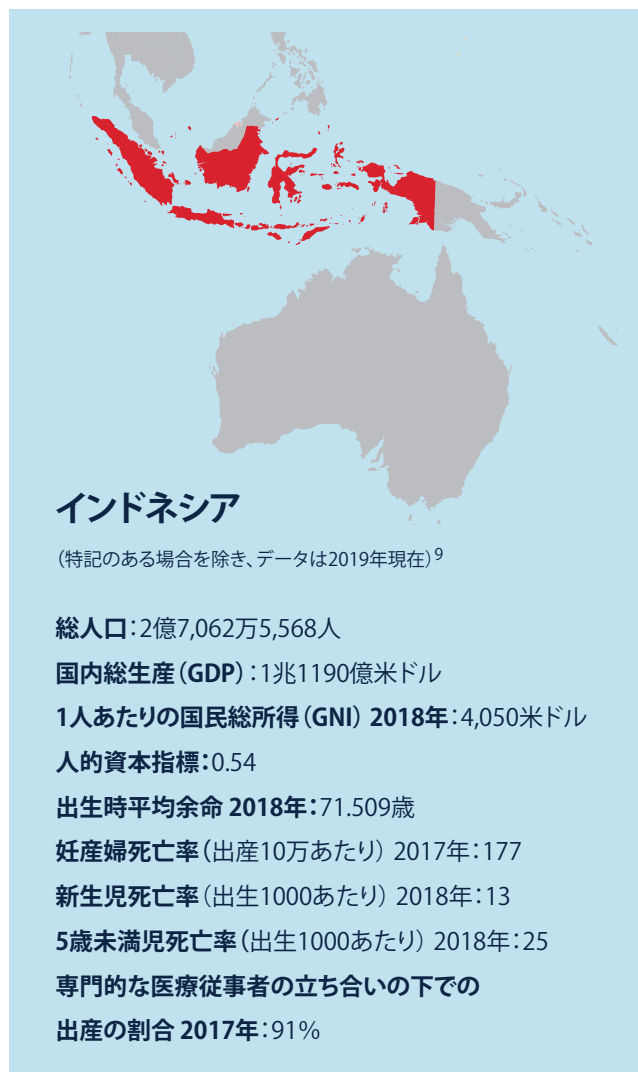 インドネシア
(特記のある場合を除き、データは2019年現在)9
総人口:2億7,062万5,568人
国内総生産(GDP):1兆1190億米ドル
1人あたりの国民総所得(GNI) 2018年:4,050米ドル
人的資本指標:0.54
出生時平均余命 2018年:71.509歳
妊産婦死亡率(出産10万あたり) 2017年:177
新生児死亡率(出生1000あたり) 2018年:13
5歳未満児死亡率(出生1000あたり) 2018年:25
専門的な医療従事者の立ち合いの下での
出産の割合 2017年:91%